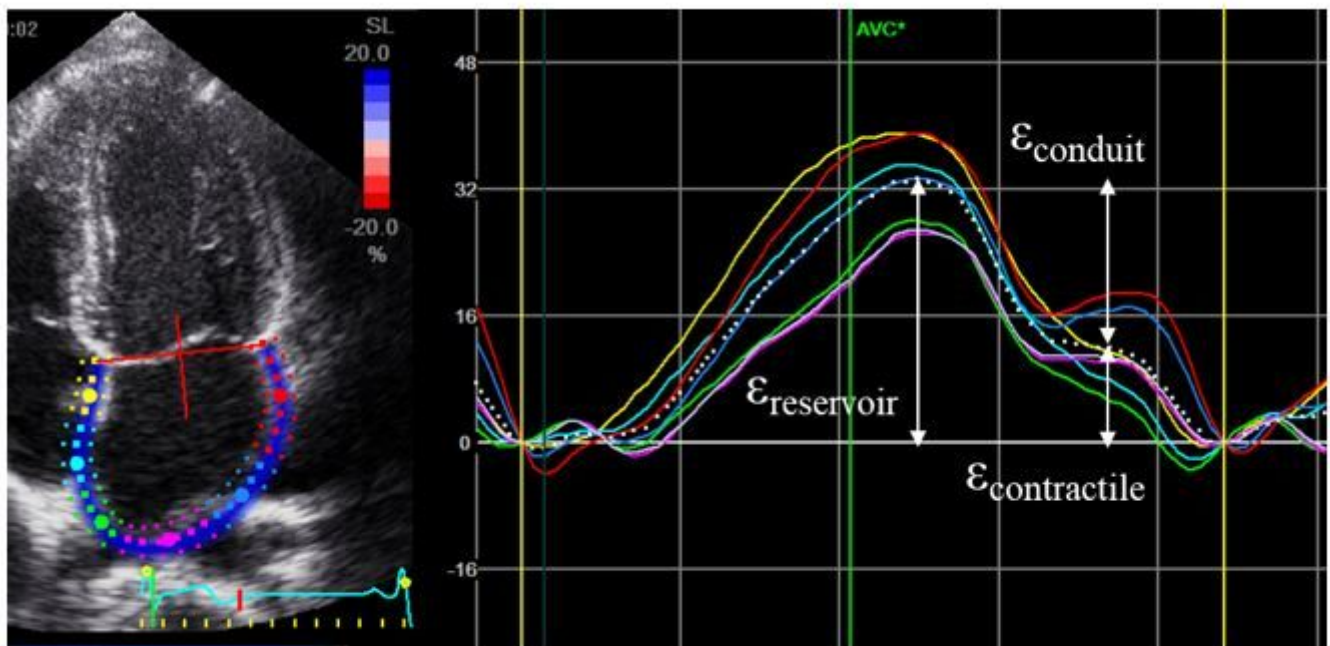 :02
SL
20.0
-20.0
%
AVC*
48
32
16
0
-16
εconduit
εreservoir
εcontractile